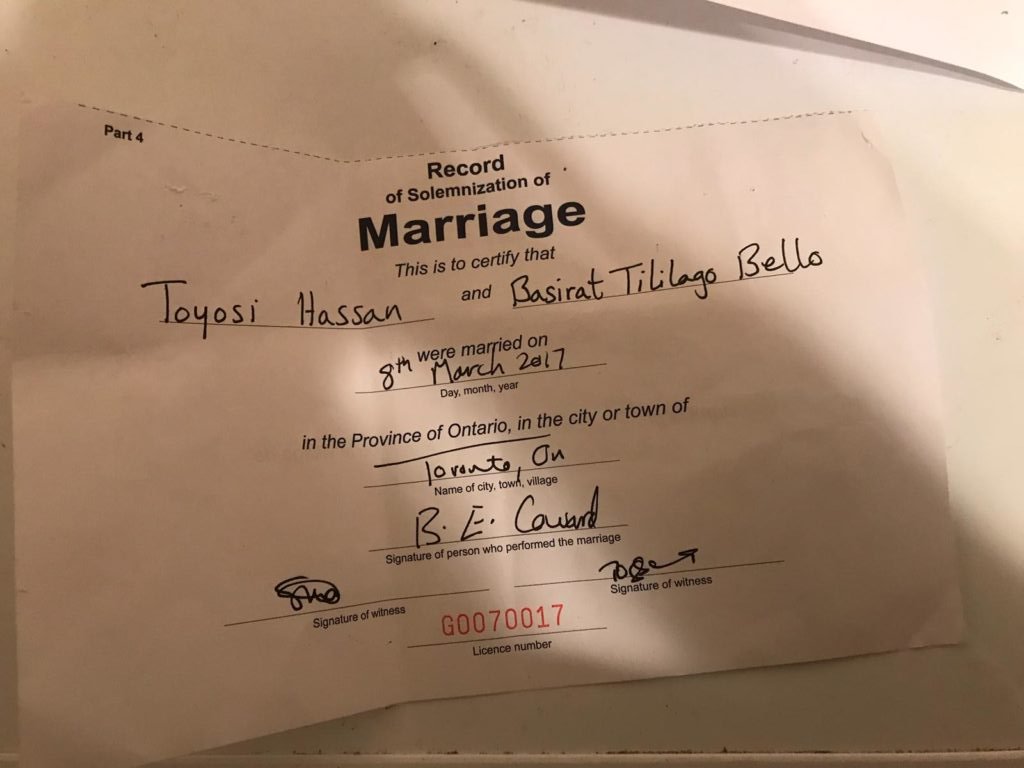 Part 4
Record
of Solemnization of
Marriage
This is to certify that
Toyosi Hassan and Basirat Tililago Bello
were married on
8th March 2017
Day, month, year
in the Province of Ontario, in the city or town of
Toronto, On
Name of city, town, village
B. E. Coward
Signature of person who performed the marriage
Signature of witness Signature of witness
G0070017
Licence number